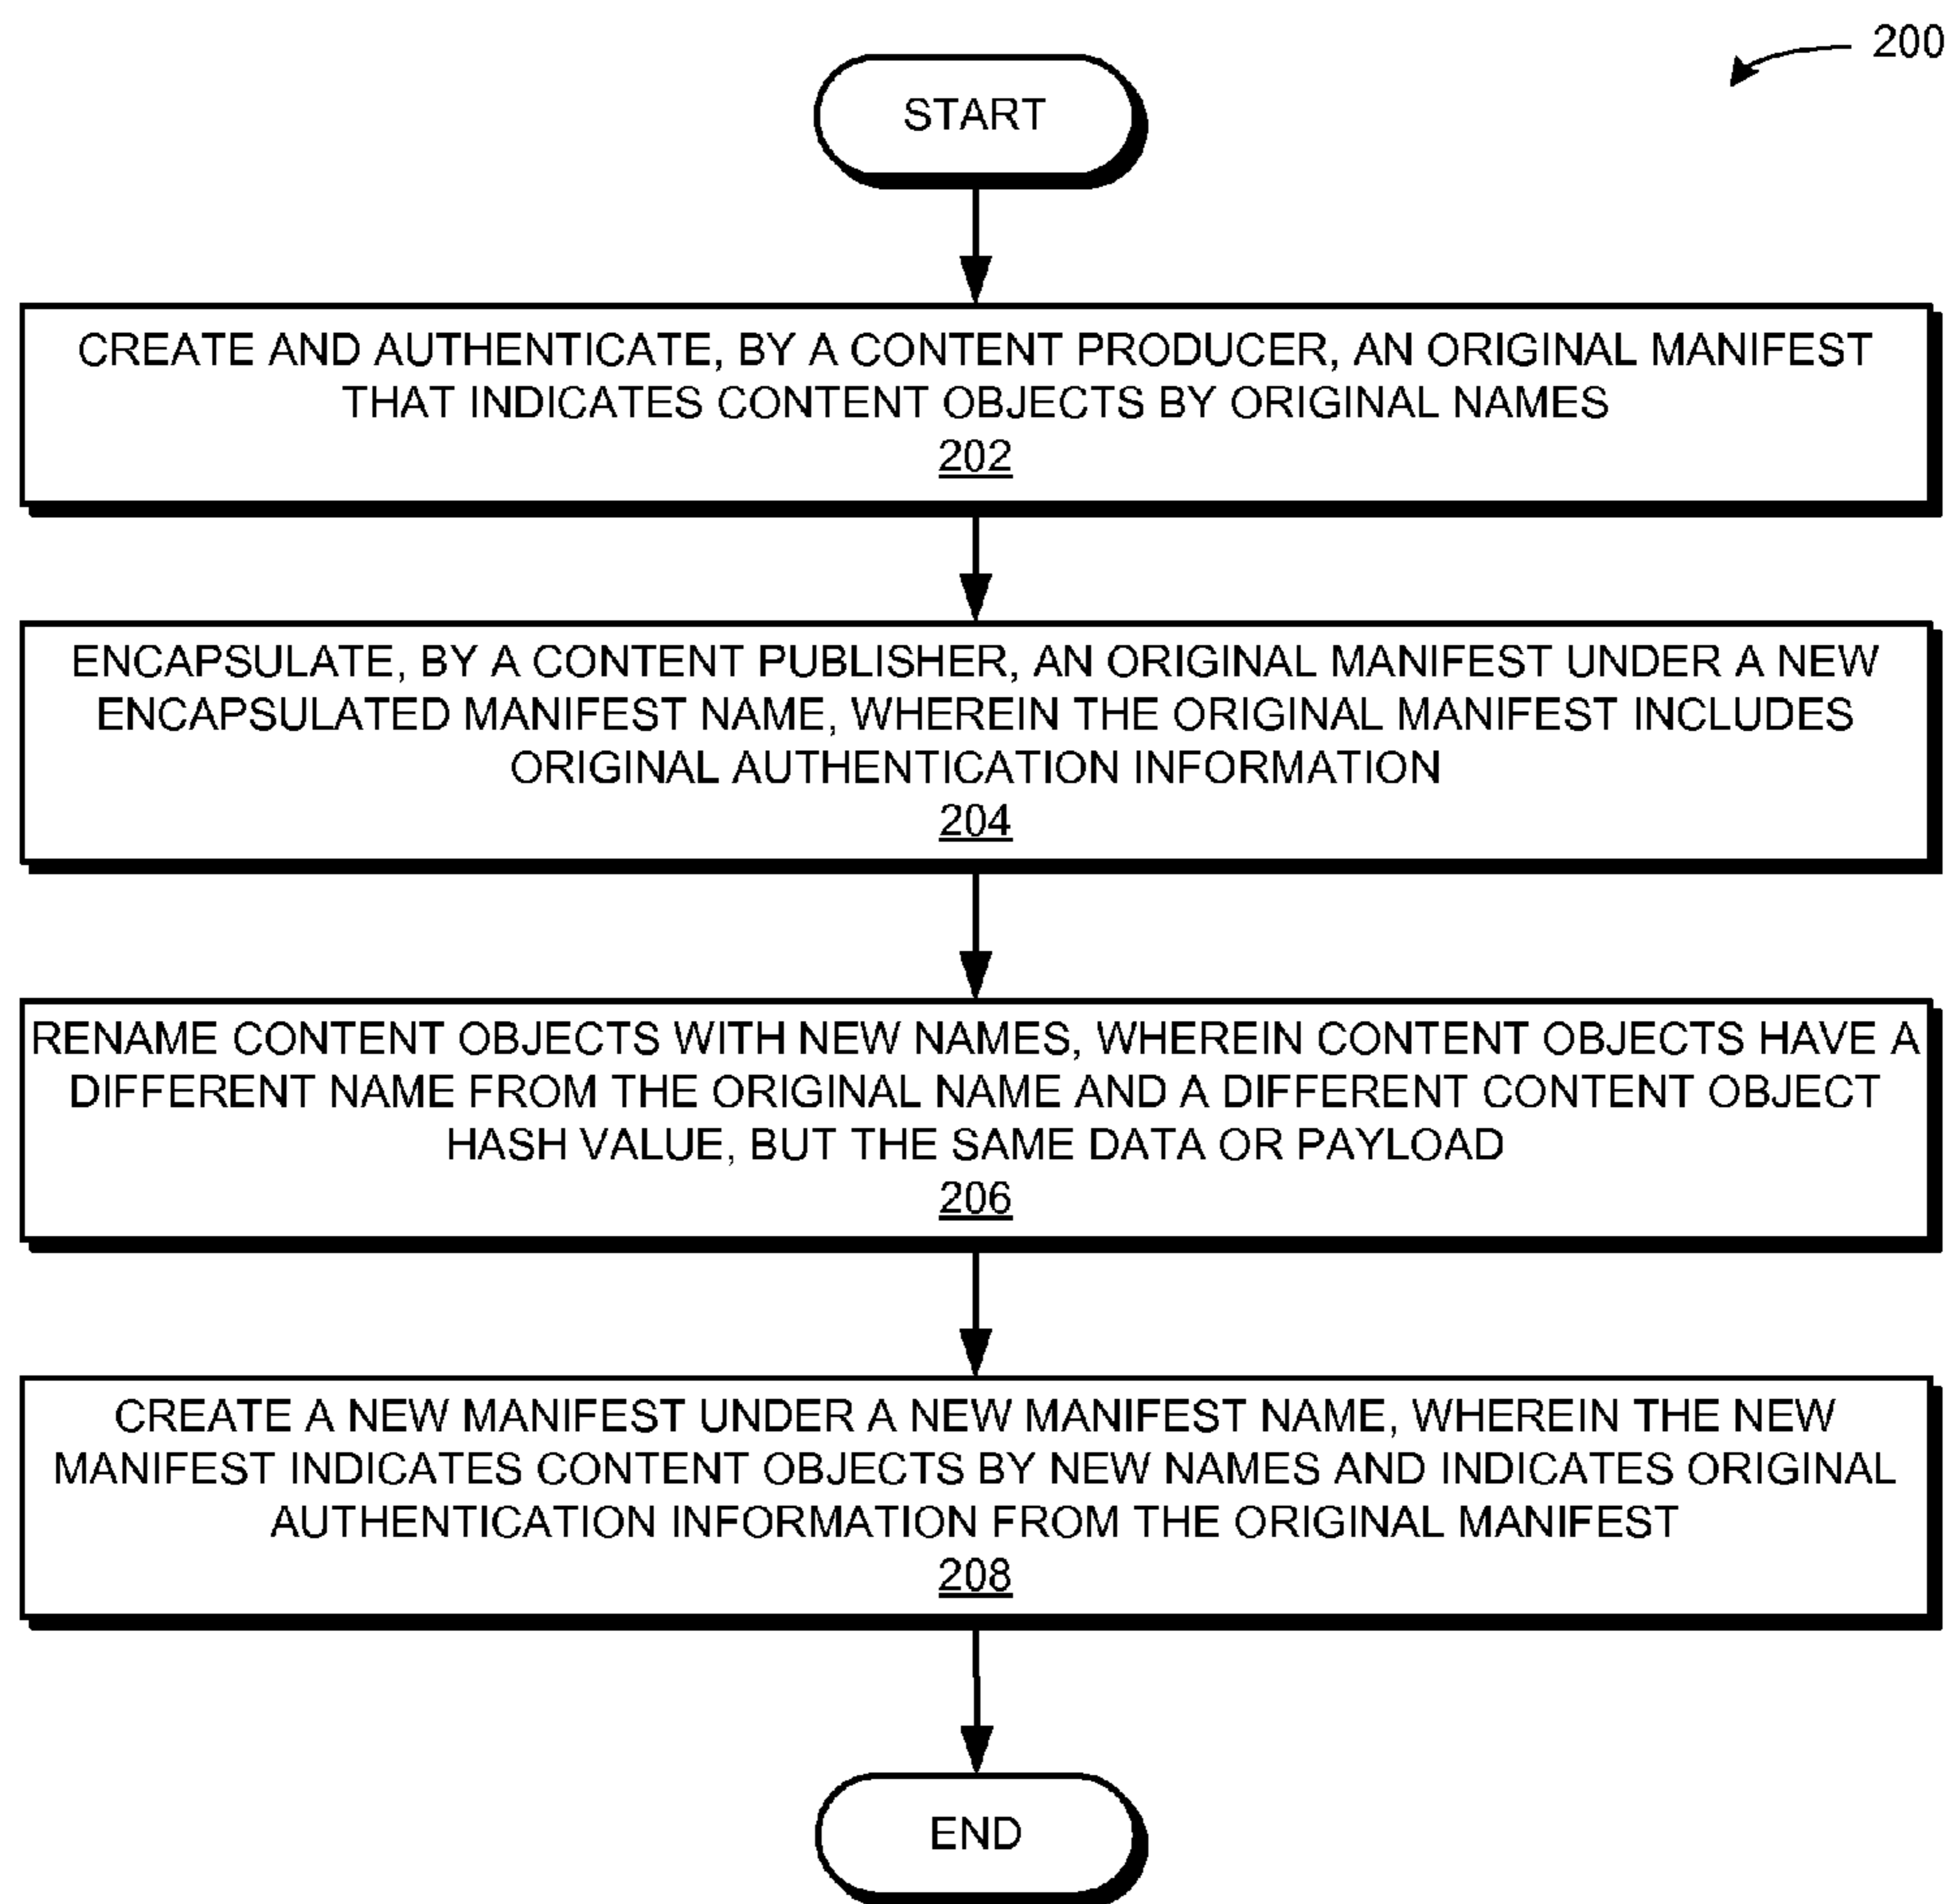 200
START
CREATE AND AUTHENTICATE, BY A CONTENT PRODUCER, AN ORIGINAL MANIFEST
THAT INDICATES CONTENT OBJECTS BY ORIGINAL NAMES
202
ENCAPSULATE, BY A CONTENT PUBLISHER, AN ORIGINAL MANIFEST UNDER A NEW
ENCAPSULATED MANIFEST NAME, WHEREIN THE ORIGINAL MANIFEST INCLUDES
ORIGINAL AUTHENTICATION INFORMATION
204
RENAME CONTENT OBJECTS WITH NEW NAMES, WHEREIN CONTENT OBJECTS HAVE A
DIFFERENT NAME FROM THE ORIGINAL NAME AND A DIFFERENT CONTENT OBJECT
HASH VALUE, BUT THE SAME DATA OR PAYLOAD
206
CREATE A NEW MANIFEST UNDER A NEW MANIFEST NAME, WHEREIN THE NEW
MANIFEST INDICATES CONTENT OBJECTS BY NEW NAMES AND INDICATES ORIGINAL
AUTHENTICATION INFORMATION FROM THE ORIGINAL MANIFEST
208
END